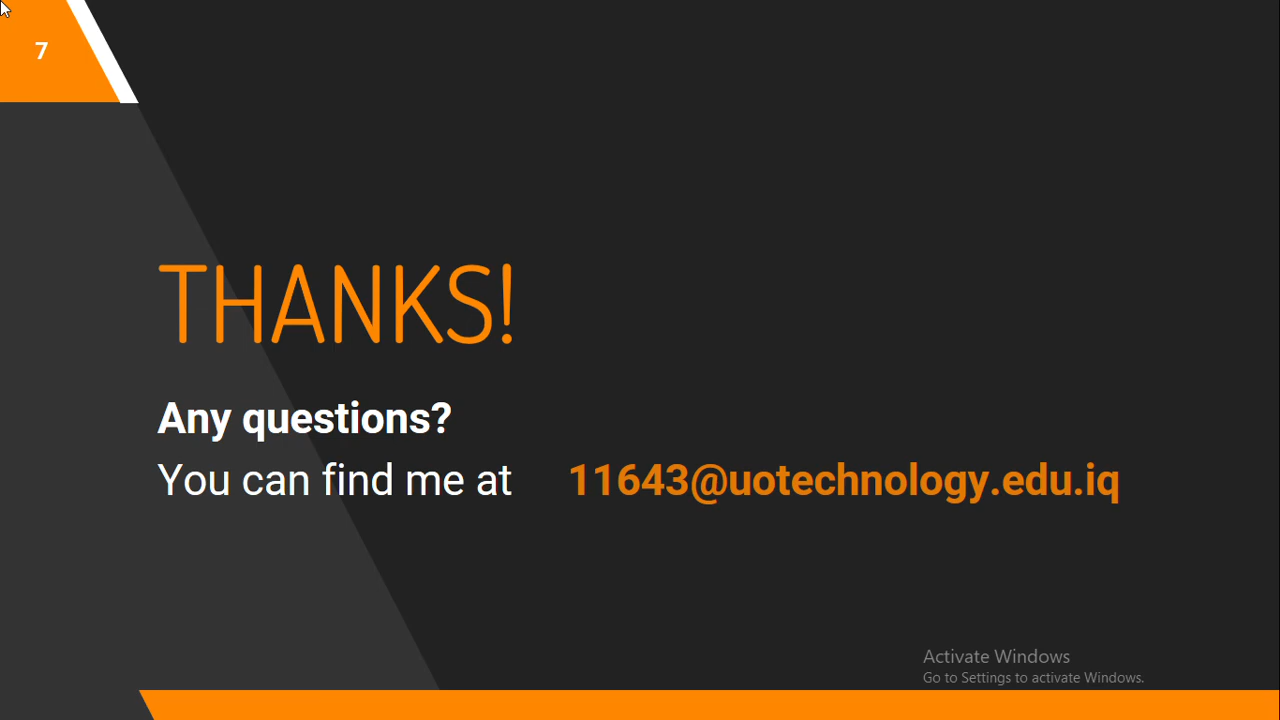 7
THANKS!
Any questions?
You can find me at 11643@uotechnology.edu.iq
Activate Windows
Go to Settings to activate Windows.